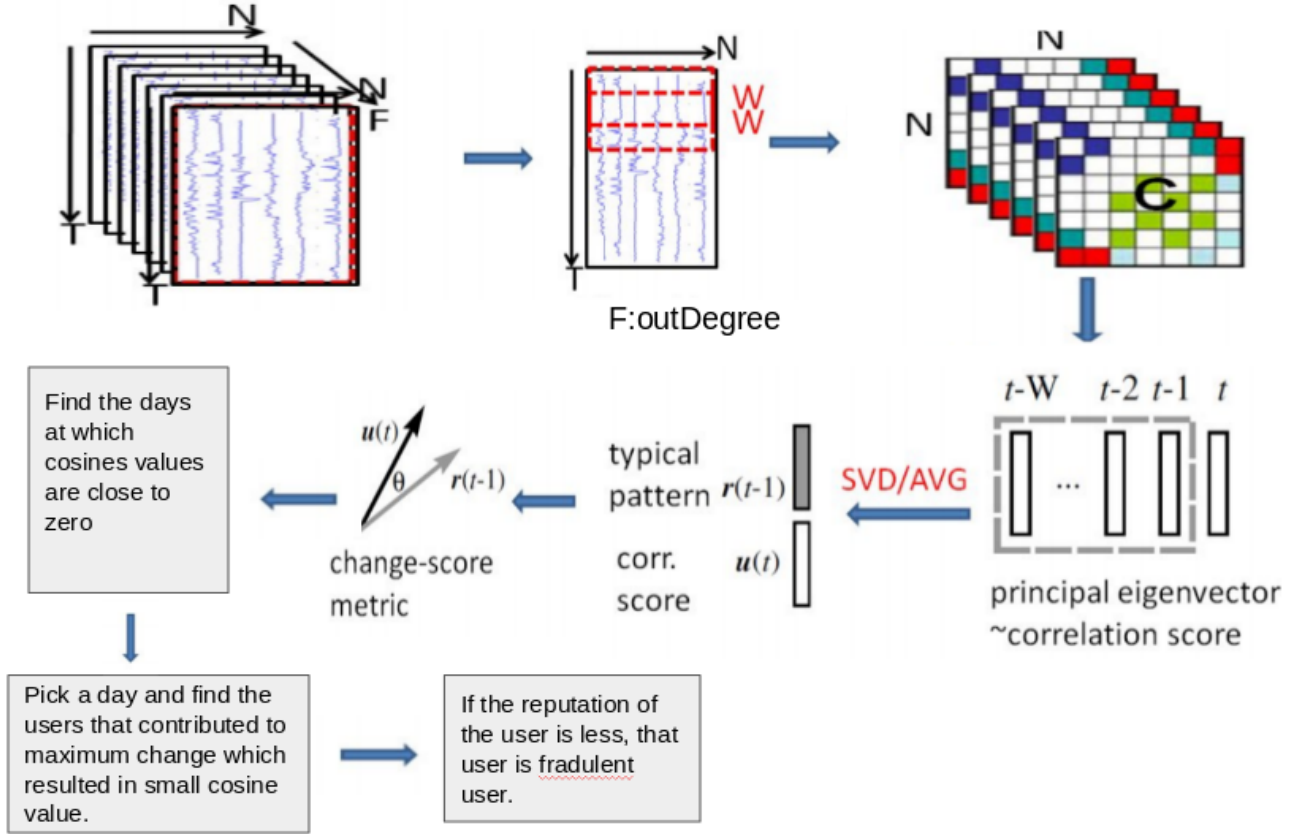 N
N
F
T
T
N
W
W
T
F:outDegree
N
N
C
t-W
t-2
t-1
t
...
principal eigenvector
~correlation score
SVD/AVG
typical
pattern
r(t-1)
corr.
score
u(t)
u(t)
θ
r(t-1)
change-score
metric
Find the days
at which
cosines values
are close to
zero
Pick a day and find the
users that contributed to
maximum change which
resulted in small cosine
value.
If the reputation of
the user is less, that
user is fradulent
user.